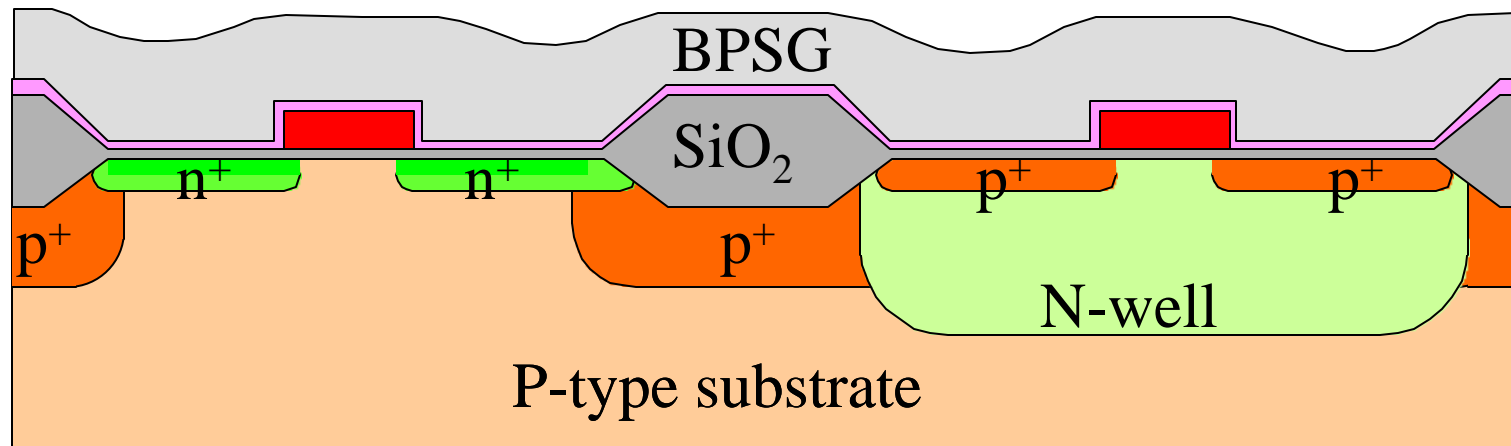 BPSG
SiO₂
n⁺ n⁺ p⁺ p⁺
p⁺ p⁺
N-well
P-type substrate